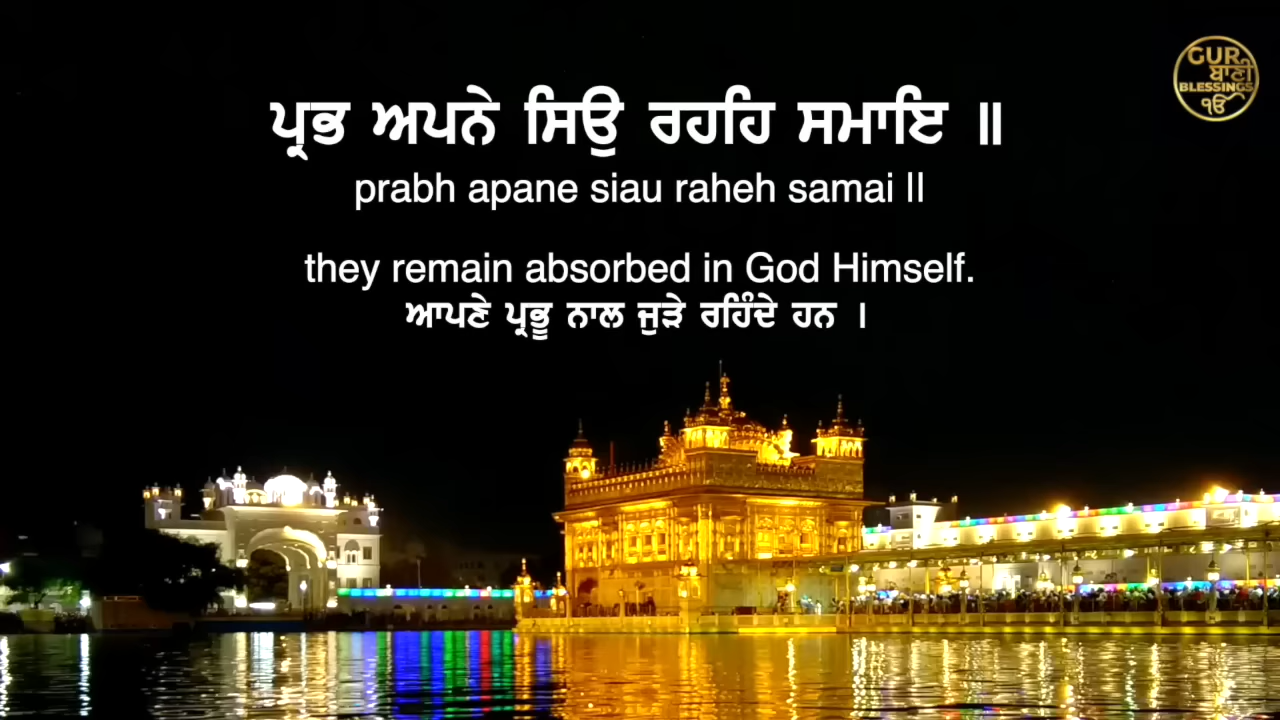 GUR
ਬਾਣੀ
BLESSINGS
ੴ
ਪ੍ਰਭ ਅਪਨੇ ਸਿਉ ਰਹਹਿ ਸਮਾਇ ॥
prabh apane siau raheh samai ||
they remain absorbed in God Himself.
ਆਪਣੇ ਪ੍ਰਭੂ ਨਾਲ ਜੁੜੇ ਰਹਿੰਦੇ ਹਨ ।